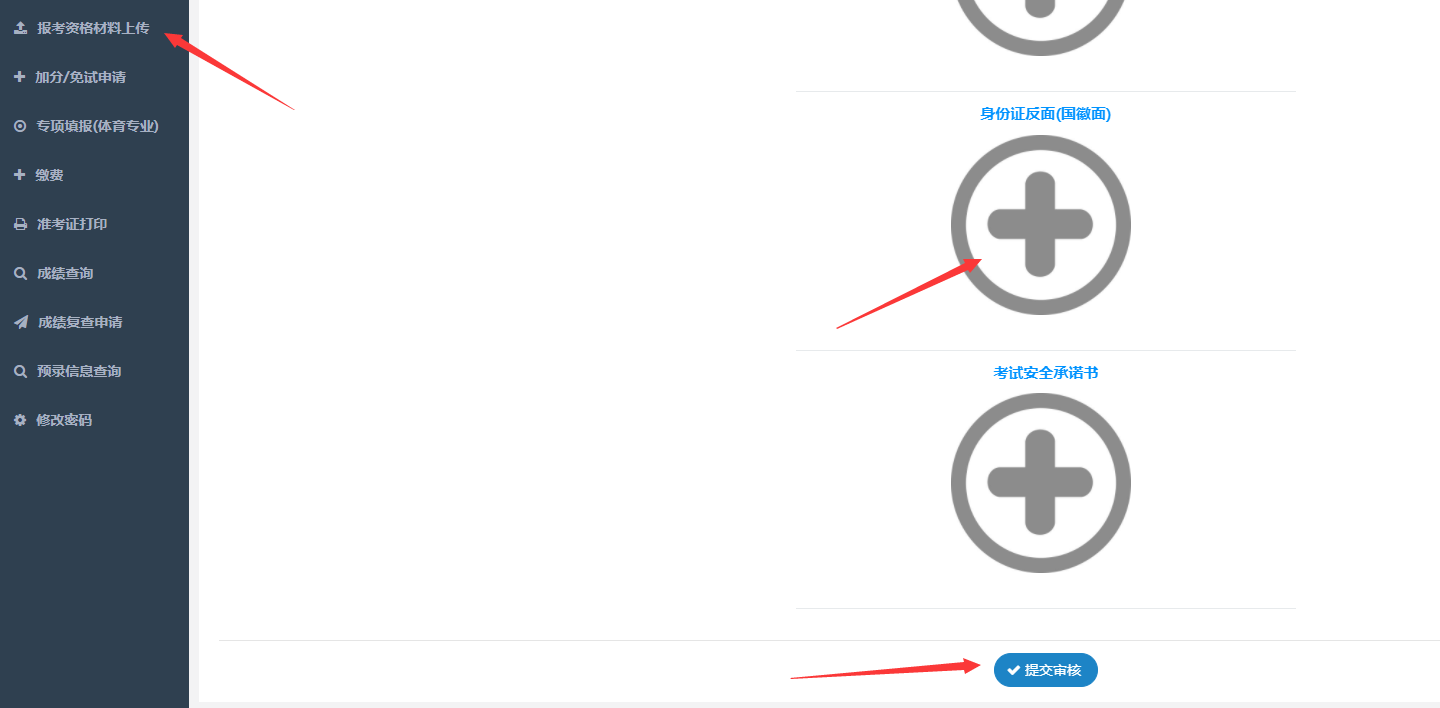 报考资格材料上传
加分/免试申请
专项填报(体育专业)
缴费
准考证打印
成绩查询
成绩复查申请
预录信息查询
修改密码
身份证反面(国徽面)
考试安全承诺书
提交审核